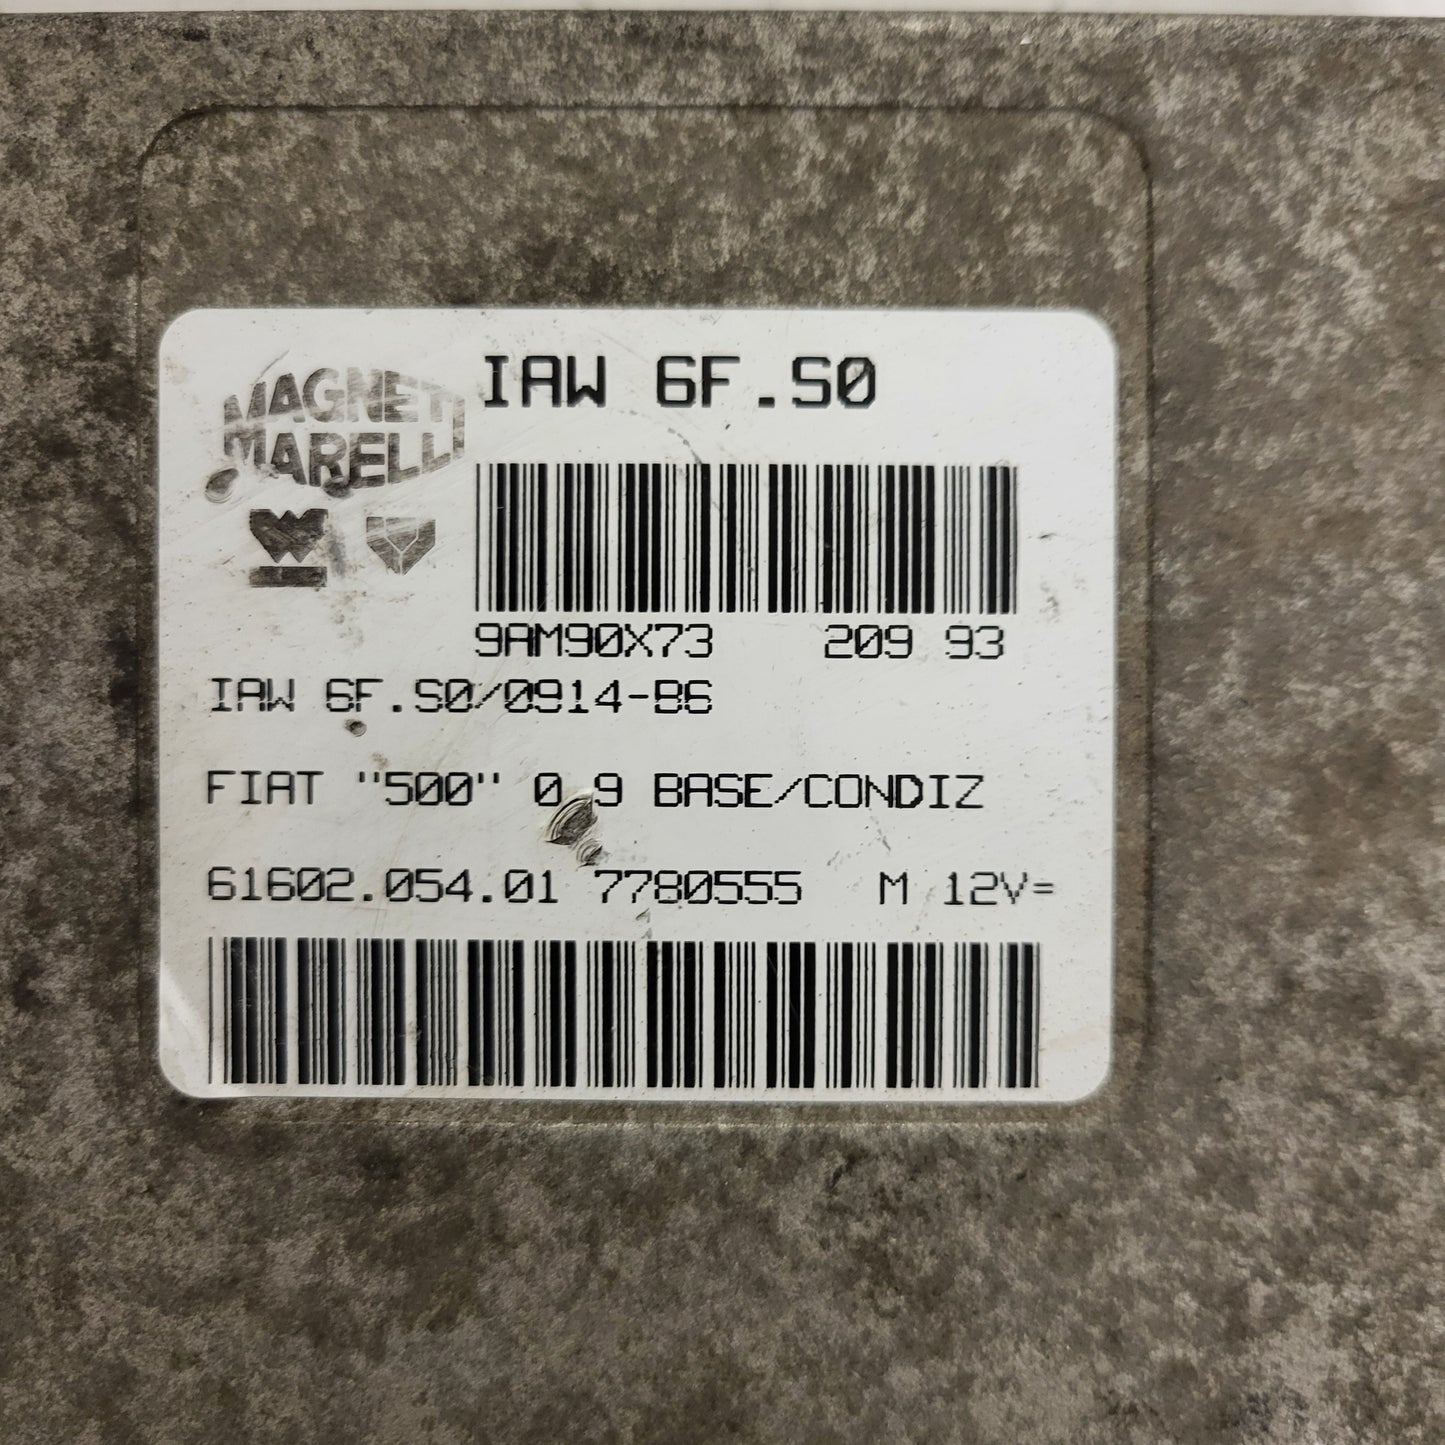 MAGNETI
MARELLI
IAW 6F.S0
9AM90X73 209 93
IAW 6F.S0/0914-B6
FIAT "500" 0 9 BASE/CONDIZ
61602.054.01 7780555 M 12V=